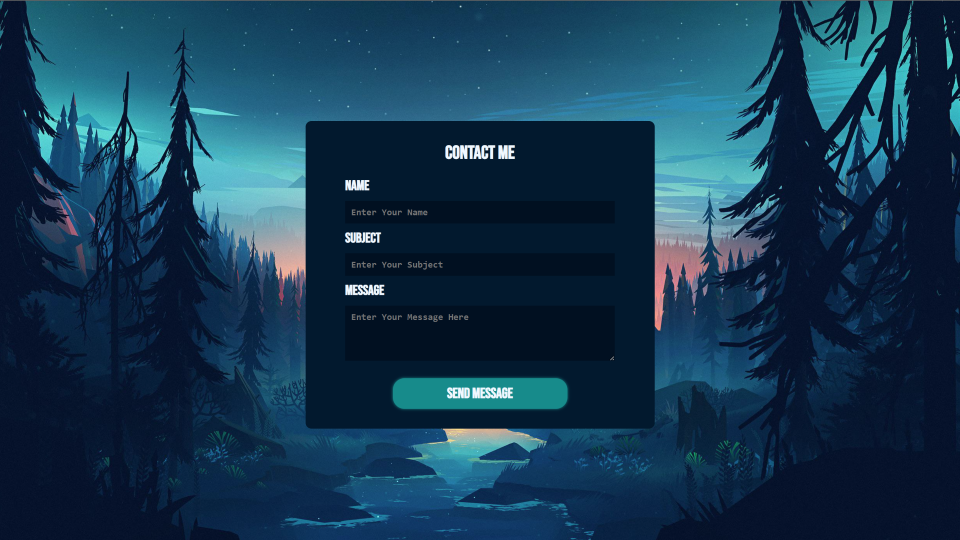 CONTACT ME
NAME
Enter Your Name
SUBJECT
Enter Your Subject
MESSAGE
Enter Your Message Here
SEND MESSAGE